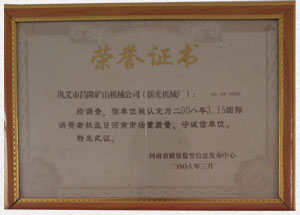 荣誉证书
巩义市昌隆矿山机械公司(新光机械厂):
经调查,你单位被认定为二00八年3.15国际
消费者权益日河南市场重质量、守诚信单位。
特发此证。
河南省质量监督信息发布中心
二00八年三月